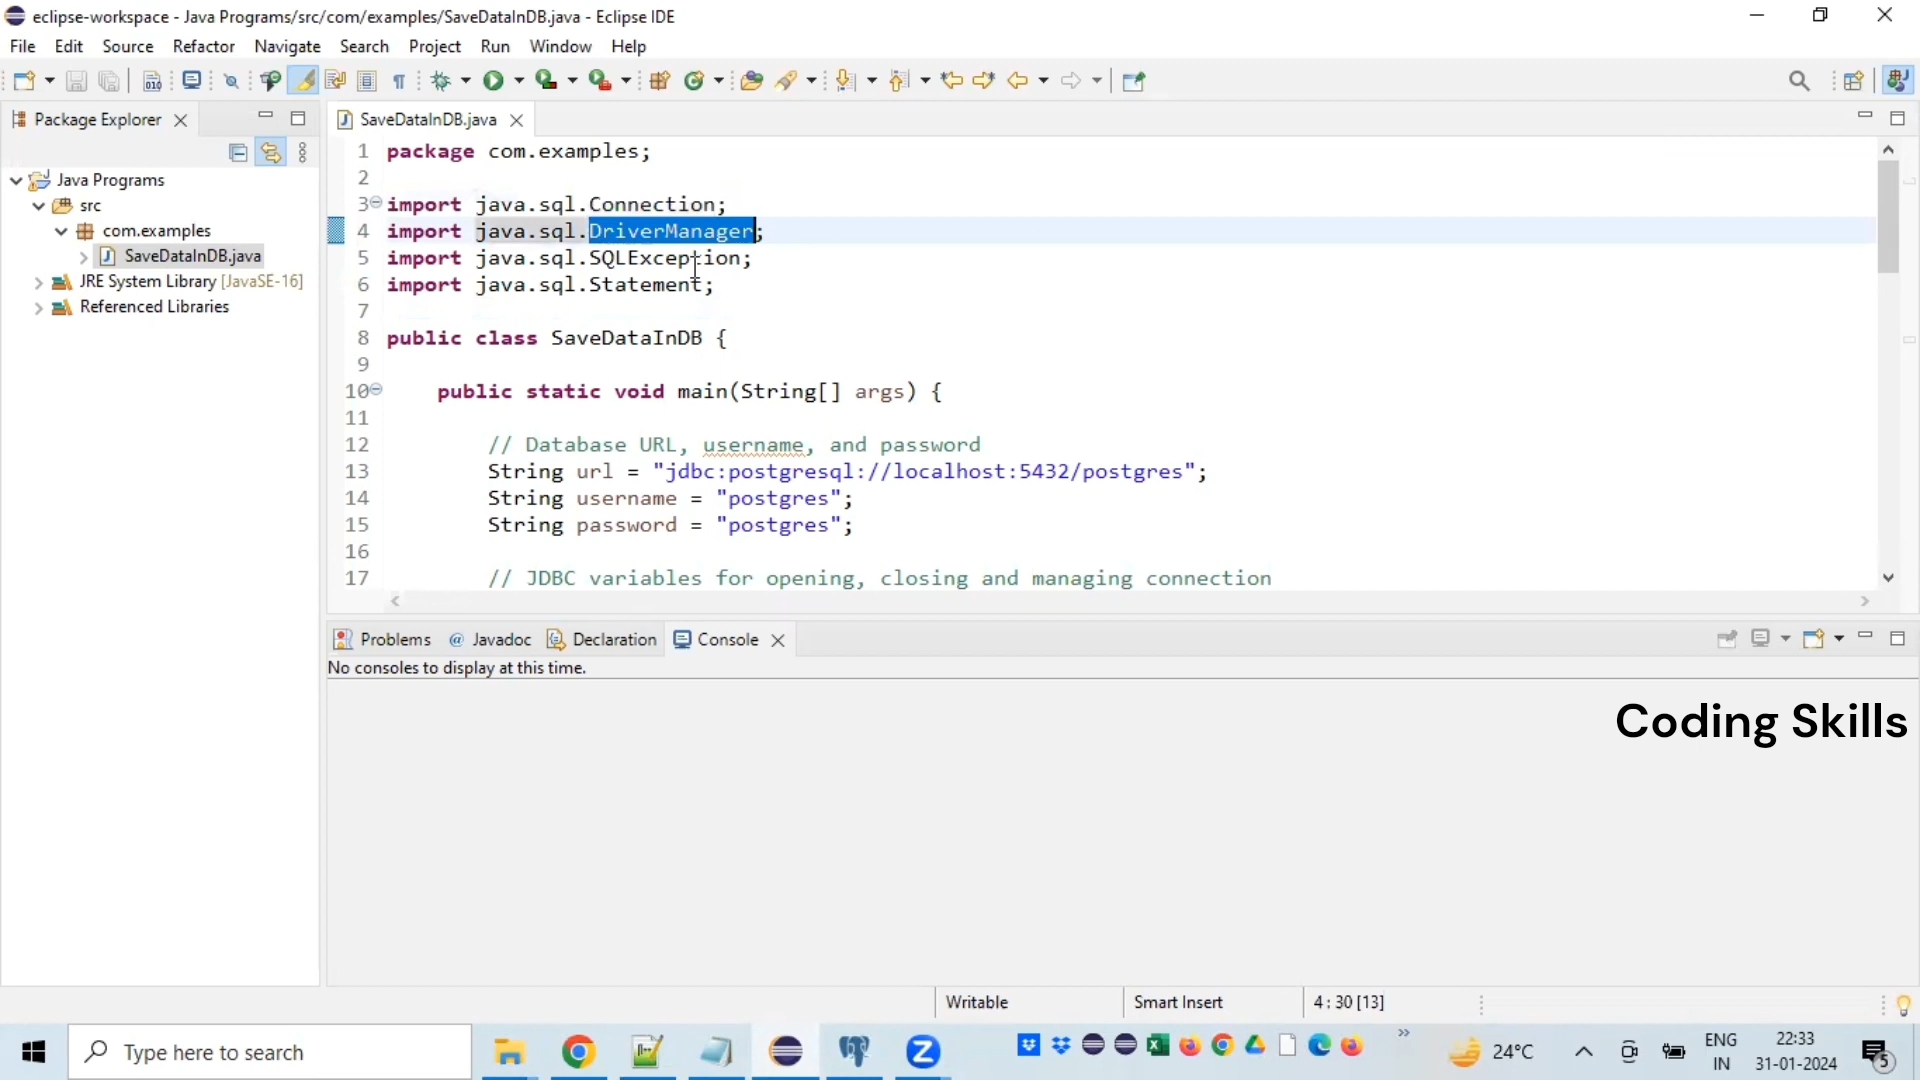 eclipse-workspace - Java Programs/src/com/examples/SaveDataInDB.java - Eclipse IDE
File Edit Source Refactor Navigate Search Project Run Window Help
Package Explorer
SaveDataInDB.java
Java Programs
src
com.examples
SaveDataInDB.java
JRE System Library [JavaSE-16]
Referenced Libraries
1 package com.examples;
2
3 import java.sql.Connection;
4 import java.sql.DriverManager;
5 import java.sql.SQLException;
6 import java.sql.Statement;
7
8 public class SaveDataInDB {
9
10 public static void main(String[] args) {
11
12 // Database URL, username, and password
13 String url = "jdbc:postgresql://localhost:5432/postgres";
14 String username = "postgres";
15 String password = "postgres";
16
17 // JDBC variables for opening, closing and managing connection
Problems @ Javadoc Declaration Console
No consoles to display at this time.
Coding Skills
Writable Smart Insert 4 : 30 [13]
Type here to search
24°C
ENG
IN
22:33
31-01-2024
5